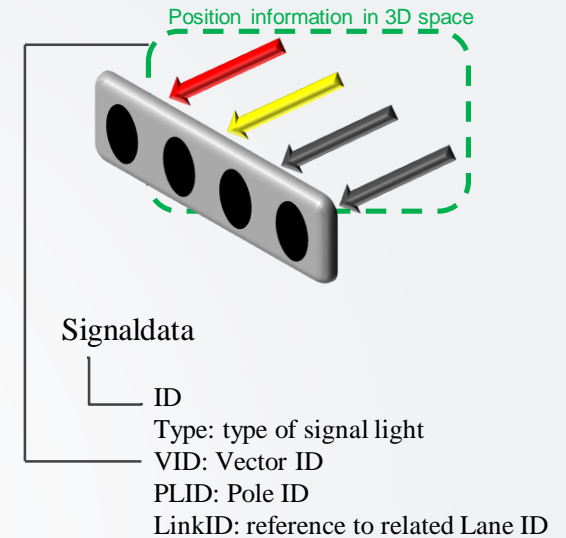 Position information in 3D space
Signaldata
ID
Type: type of signal light
VID: Vector ID
PLID: Pole ID
LinkID: reference to related Lane ID